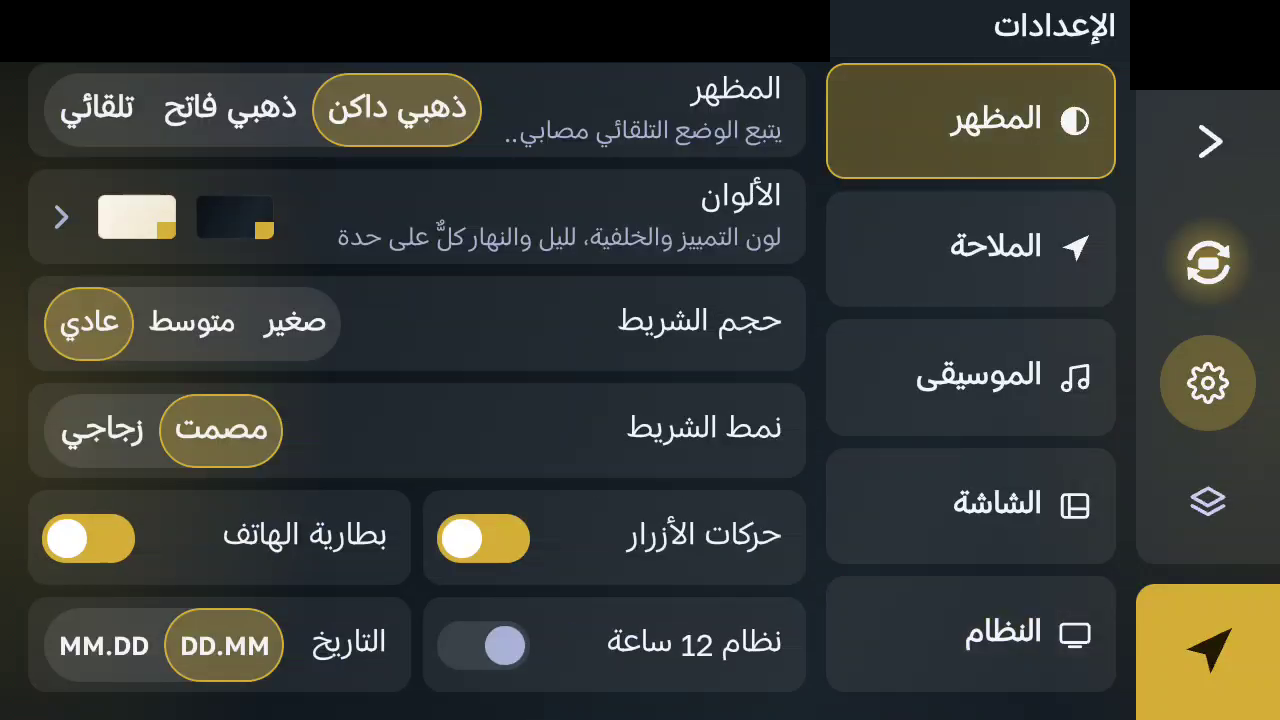 الإعدادات
المظهر
الملاحة
الموسيقى
الشاشة
النظام
المظهر
يتبع الوضع التلقائي مصابي..
ذهبي داكن
ذهبي فاتح
تلقائي
الألوان
لون التمييز والخلفية، لليل والنهار كلٌّ على حدة
حجم الشريط
صغير
متوسط
عادي
نمط الشريط
مصمت
زجاجي
حركات الأزرار
بطارية الهاتف
نظام 12 ساعة
التاريخ
DD.MM
MM.DD